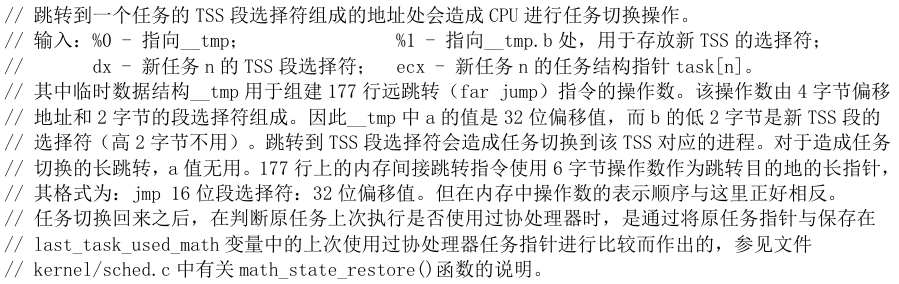 // 跳转到一个任务的 TSS 段选择符组成的地址处会造成 CPU 进行任务切换操作。
// 输入：%0 - 指向__tmp；                %1 - 指向__tmp.b 处，用于存放新 TSS 的选择符；
//       dx - 新任务 n 的 TSS 段选择符；  ecx - 新任务 n 的任务结构指针 task[n]。
// 其中临时数据结构__tmp 用于组建 177 行远跳转（far jump）指令的操作数。该操作数由 4 字节偏移
// 地址和 2 字节的段选择符组成。因此__tmp 中 a 的值是 32 位偏移值，而 b 的低 2 字节是新 TSS 段的
// 选择符（高 2 字节不用）。跳转到 TSS 段选择符会造成任务切换到该 TSS 对应的进程。对于造成任务
// 切换的长跳转，a 值无用。177 行上的内存间接跳转指令使用 6 字节操作数作为跳转目的地的长指针，
// 其格式为：jmp 16 位段选择符：32 位偏移值。但在内存中操作数的表示顺序与这里正好相反。
// 任务切换回来之后，在判断原任务上次执行是否使用过协处理器时，是通过将原任务指针与保存在
// last_task_used_math 变量中的上次使用过协处理器任务指针进行比较而作出的，参见文件
// kernel/sched.c 中有关 math_state_restore()函数的说明。